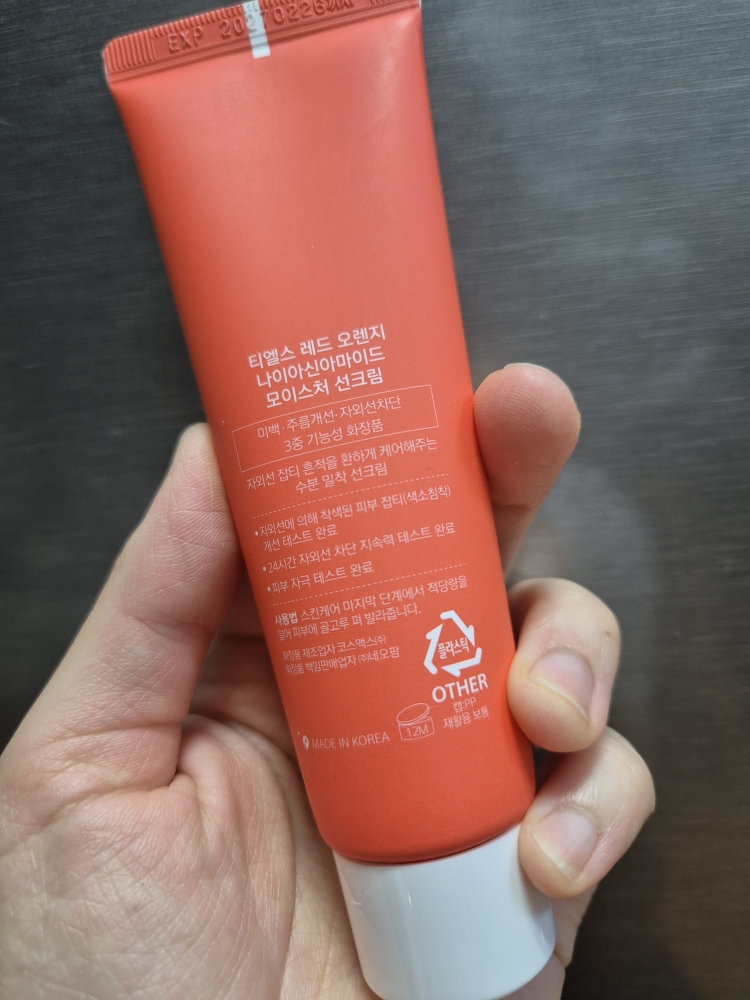 EXP 20270226
티엘스 레드 오렌지
나이아신아마이드
모이스처 선크림
미백·주름개선·자외선차단
3중 기능성 화장품
자외선 잡티 흔적을 환하게 케어해주는
수분 밀착 선크림
•자외선에 의해 착색된 피부 잡티(색소침착)
개선 테스트 완료
•24시간 자외선 차단 지속력 테스트 완료
•피부 자극 테스트 완료
사용법 스킨케어 마지막 단계에서 적당량을
덜어 피부에 골고루 펴 발라줍니다.
화장품 제조업자 코스맥스㈜
화장품 책임판매업자 ㈜네오팜
플라스틱
OTHER
캡:PP
재활용 보통
12M
MADE IN KOREA